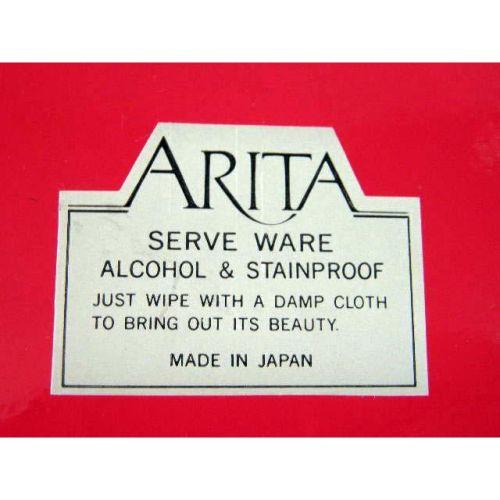 ARITA
SERVE WARE
ALCOHOL & STAINPROOF
JUST WIPE WITH A DAMP CLOTH
TO BRING OUT ITS BEAUTY.
MADE IN JAPAN